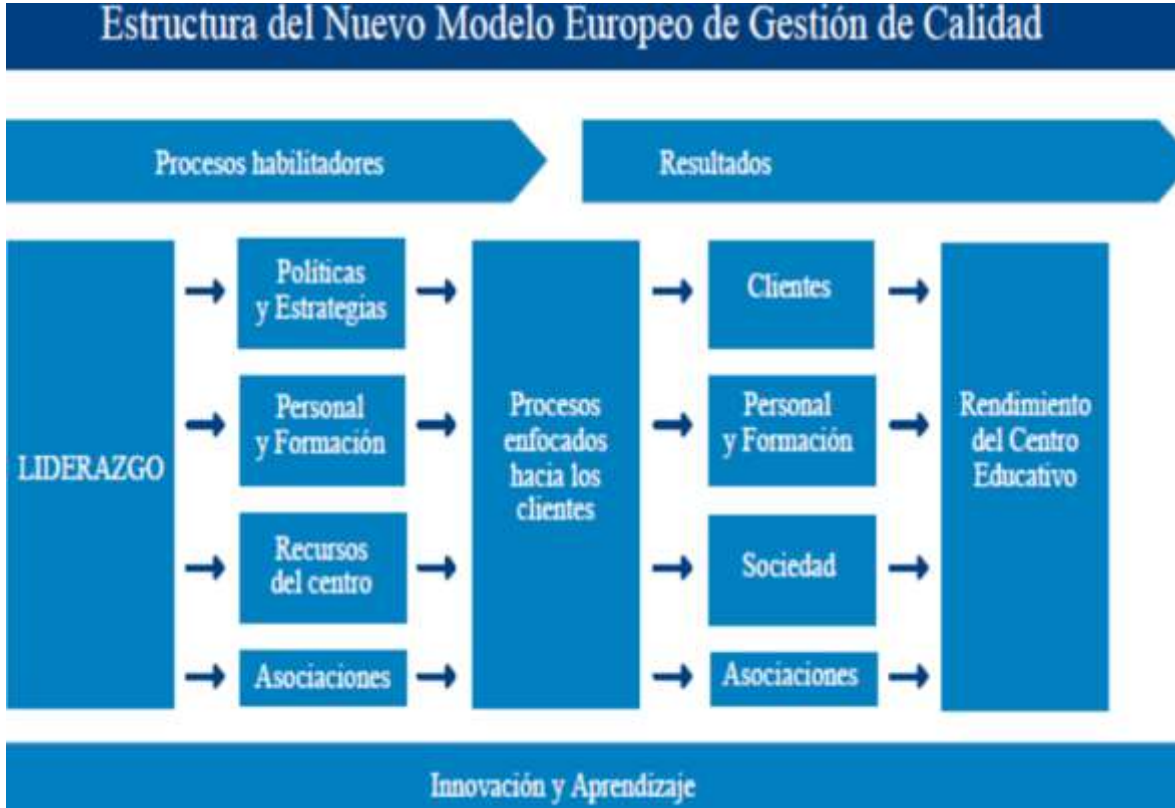 Estructura del Nuevo Modelo Europeo de Gestión de Calidad
Procesos habilitadores
Resultados
LIDERAZGO
Políticas
y Estrategias
Personal
y Formación
Recursos
del centro
Asociaciones
Procesos
enfocados
hacia los
clientes
Clientes
Personal
y Formación
Sociedad
Asociaciones
Rendimiento
del Centro
Educativo
Innovación y Aprendizaje